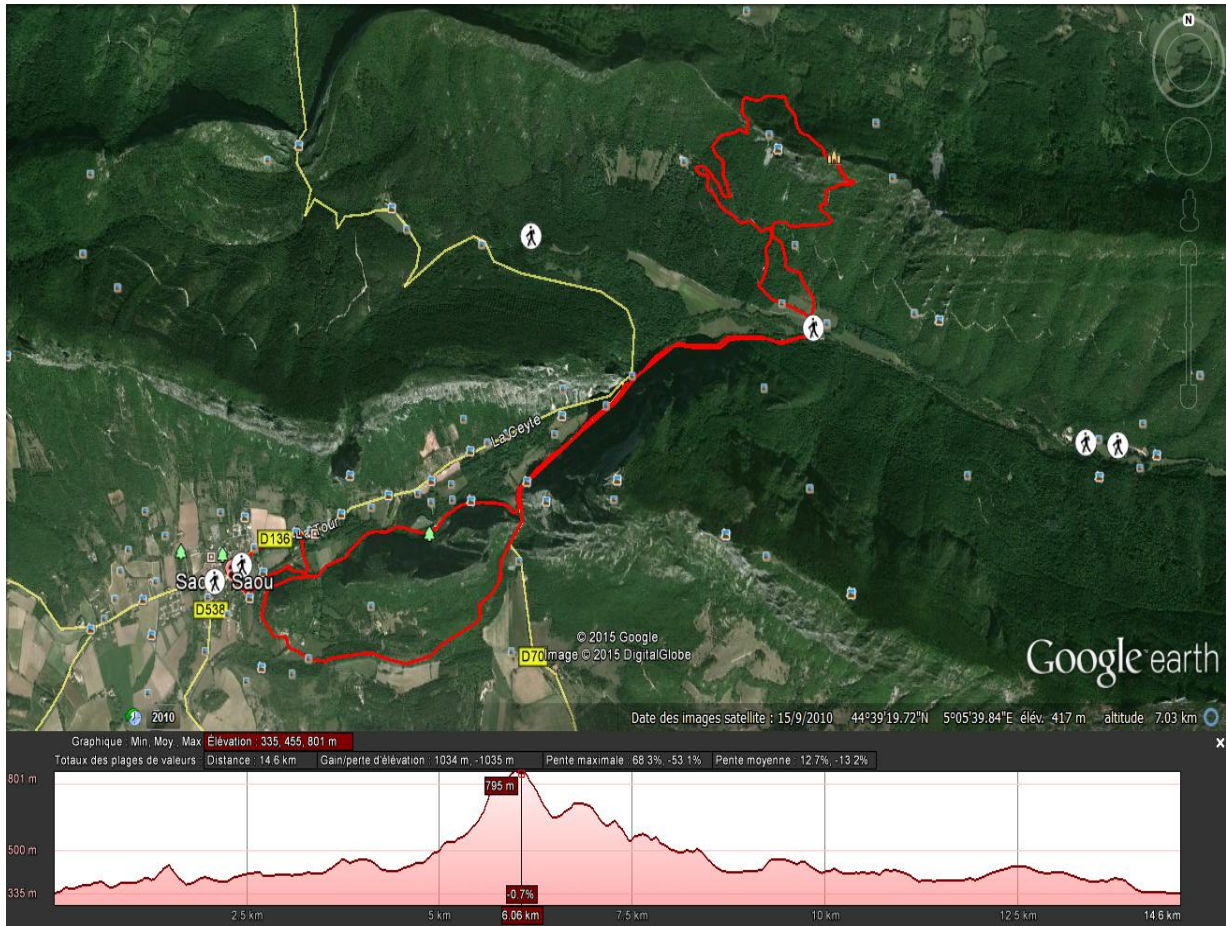 N
La Ceyte
La Tour
D136
Saou
D538
D70
© 2015 Google
Image © 2015 DigitalGlobe
Google earth
2010
Date des images satellite : 15/9/2010 44°39'19.72"N 5°05'39.84"E élév. 417 m altitude 7.03 km
Graphique : Min, Moy., Max Élévation : 335, 455, 801 m
Totaux des plages de valeurs Distance : 14.6 km Gain/perte d'élévation : 1034 m, -1035 m Pente maximale : 68.3%, -53.1% Pente moyenne : 12.7%, -13.2%
801 m
795 m
500 m
335 m
-0.7%
2.5 km 5 km 6.06 km 7.5 km 10 km 12.5 km 14.6 km